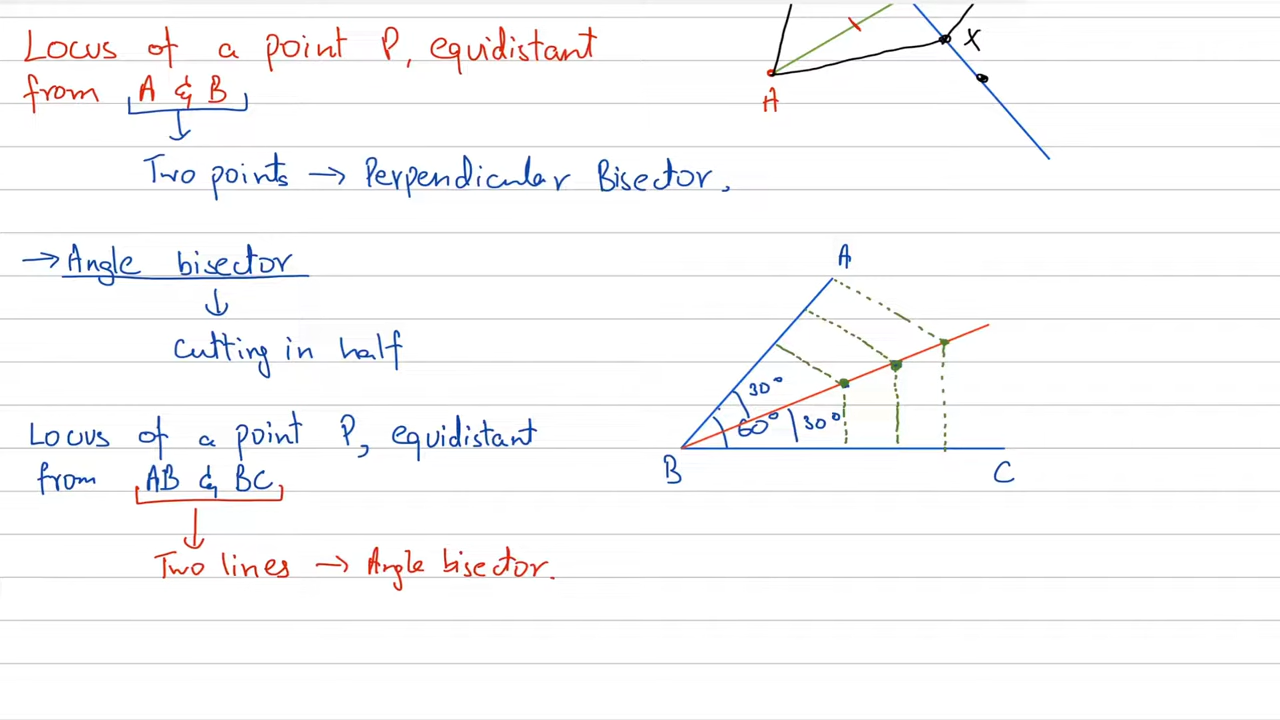 Locus of a point P, equidistant
from A & B
Two points → Perpendicular Bisector.
→ Angle bisector
Cutting in half
Locus of a point P, equidistant
from AB & BC
Two lines → Angle bisector.
X
A
A
30°
60° 30°
B C